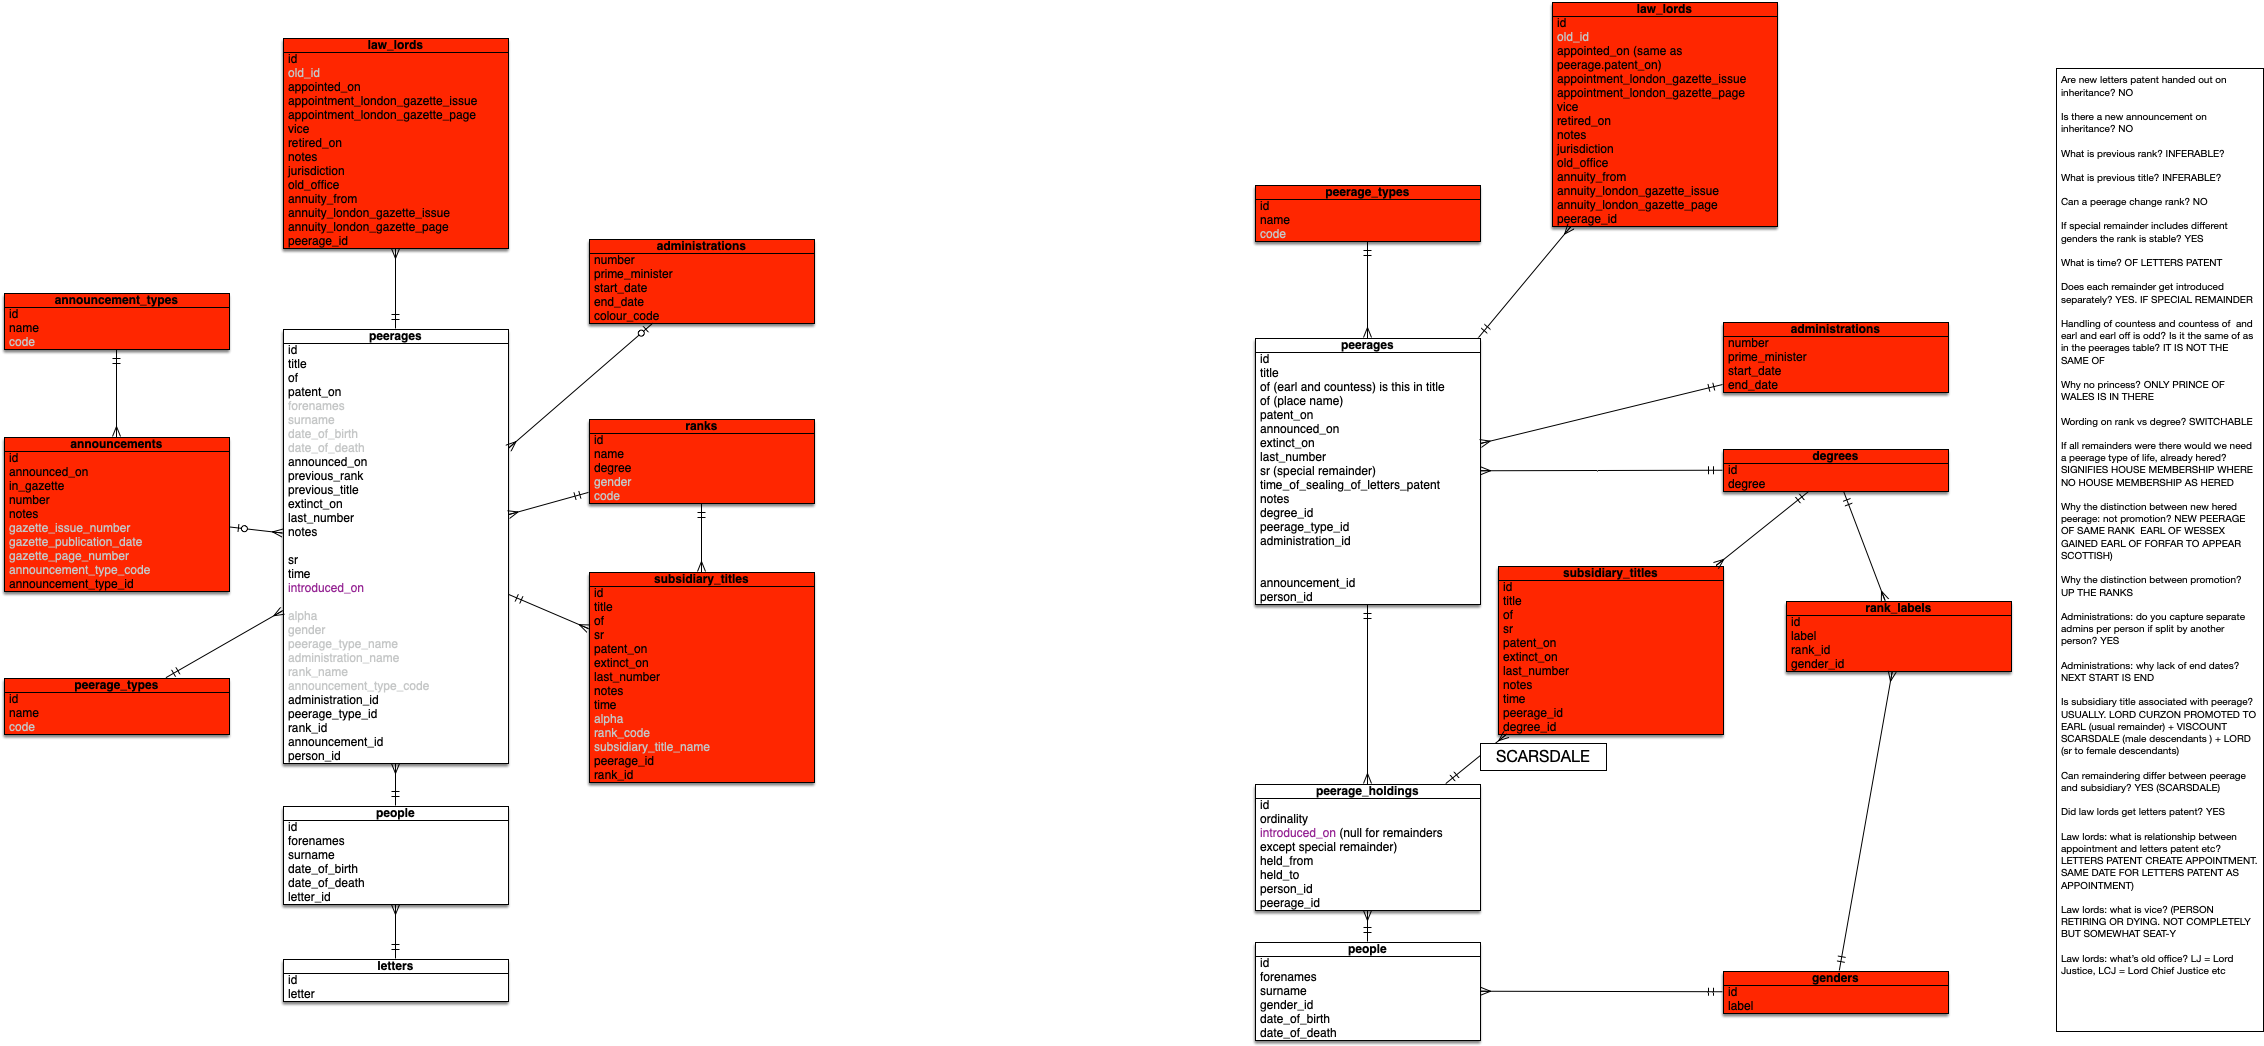 law_lords
id
old_id
appointed_on
appointment_london_gazette_issue
appointment_london_gazette_page
vice
retired_on
notes
jurisdiction
old_office
annuity_from
annuity_london_gazette_issue
annuity_london_gazette_page
peerage_id
administrations
number
prime_minister
start_date
end_date
colour_code
announcement_types
id
name
code
peerages
id
title
of
patent_on
forenames
surname
date_of_birth
date_of_death
announced_on
previous_rank
previous_title
extinct_on
last_number
notes
sr
time
introduced_on
alpha
gender
peerage_type_name
administration_name
rank_name
announcement_type_code
administration_id
peerage_type_id
rank_id
announcement_id
person_id
ranks
id
name
degree
gender
code
announcements
id
announced_on
in_gazette
number
notes
gazette_issue_number
gazette_publication_date
gazette_page_number
announcement_type_code
announcement_type_id
subsidiary_titles
id
title
of
sr
patent_on
extinct_on
last_number
notes
time
alpha
rank_code
subsidiary_title_name
peerage_id
rank_id
peerage_types
id
name
code
people
id
forenames
surname
date_of_birth
date_of_death
letter_id
letters
id
letter
law_lords
id
old_id
appointed_on (same as
peerage.patent_on)
appointment_london_gazette_issue
appointment_london_gazette_page
vice
retired_on
notes
jurisdiction
old_office
annuity_from
annuity_london_gazette_issue
annuity_london_gazette_page
peerage_id
peerage_types
id
name
code
peerages
id
title
of (earl and countess) is this in title
of (place name)
patent_on
announced_on
extinct_on
last_number
sr (special remainder)
time_of_sealing_of_letters_patent
notes
degree_id
peerage_type_id
administration_id
announcement_id
person_id
administrations
number
prime_minister
start_date
end_date
degrees
id
degree
subsidiary_titles
id
title
of
sr
patent_on
extinct_on
last_number
notes
time
peerage_id
degree_id
rank_labels
id
label
rank_id
gender_id
SCARSDALE
peerage_holdings
id
ordinality
introduced_on (null for remainders
except special remainder)
held_from
held_to
person_id
peerage_id
people
id
forenames
surname
gender_id
date_of_birth
date_of_death
genders
id
label
Are new letters patent handed out on
inheritance? NO
Is there a new announcement on
inheritance? NO
What is previous rank? INFERABLE?
What is previous title? INFERABLE?
Can a peerage change rank? NO
If special remainder includes different
genders the rank is stable? YES
What is time? OF LETTERS PATENT
Does each remainder get introduced
separately? YES. IF SPECIAL REMAINDER
Handling of countess and countess of  and
earl and earl off is odd? Is it the same of as
in the peerages table? IT IS NOT THE
SAME OF
Why no princess? ONLY PRINCE OF
WALES IS IN THERE
Wording on rank vs degree? SWITCHABLE
If all remainders were there would we need
a peerage type of life, already hered?
SIGNIFIES HOUSE MEMBERSHIP WHERE
NO HOUSE MEMBERSHIP AS HERED
Why the distinction between new hered
peerage: not promotion? NEW PEERAGE
OF SAME RANK  EARL OF WESSEX
GAINED EARL OF FORFAR TO APPEAR
SCOTTISH)
Why the distinction between promotion?
UP THE RANKS
Administrations: do you capture separate
admins per person if split by another
person? YES
Administrations: why lack of end dates?
NEXT START IS END
Is subsidiary title associated with peerage?
USUALLY. LORD CURZON PROMOTED TO
EARL (usual remainder) + VISCOUNT
SCARSDALE (male descendants ) + LORD
(sr to female descendants)
Can remaindering differ between peerage
and subsidiary? YES (SCARSDALE)
Did law lords get letters patent? YES
Law lords: what is relationship between
appointment and letters patent etc?
LETTERS PATENT CREATE APPOINTMENT.
SAME DATE FOR LETTERS PATENT AS
APPOINTMENT)
Law lords: what is vice? (PERSON
RETIRING OR DYING. NOT COMPLETELY
BUT SOMEWHAT SEAT-Y
Law lords: what's old office? LJ = Lord
Justice, LCJ = Lord Chief Justice etc